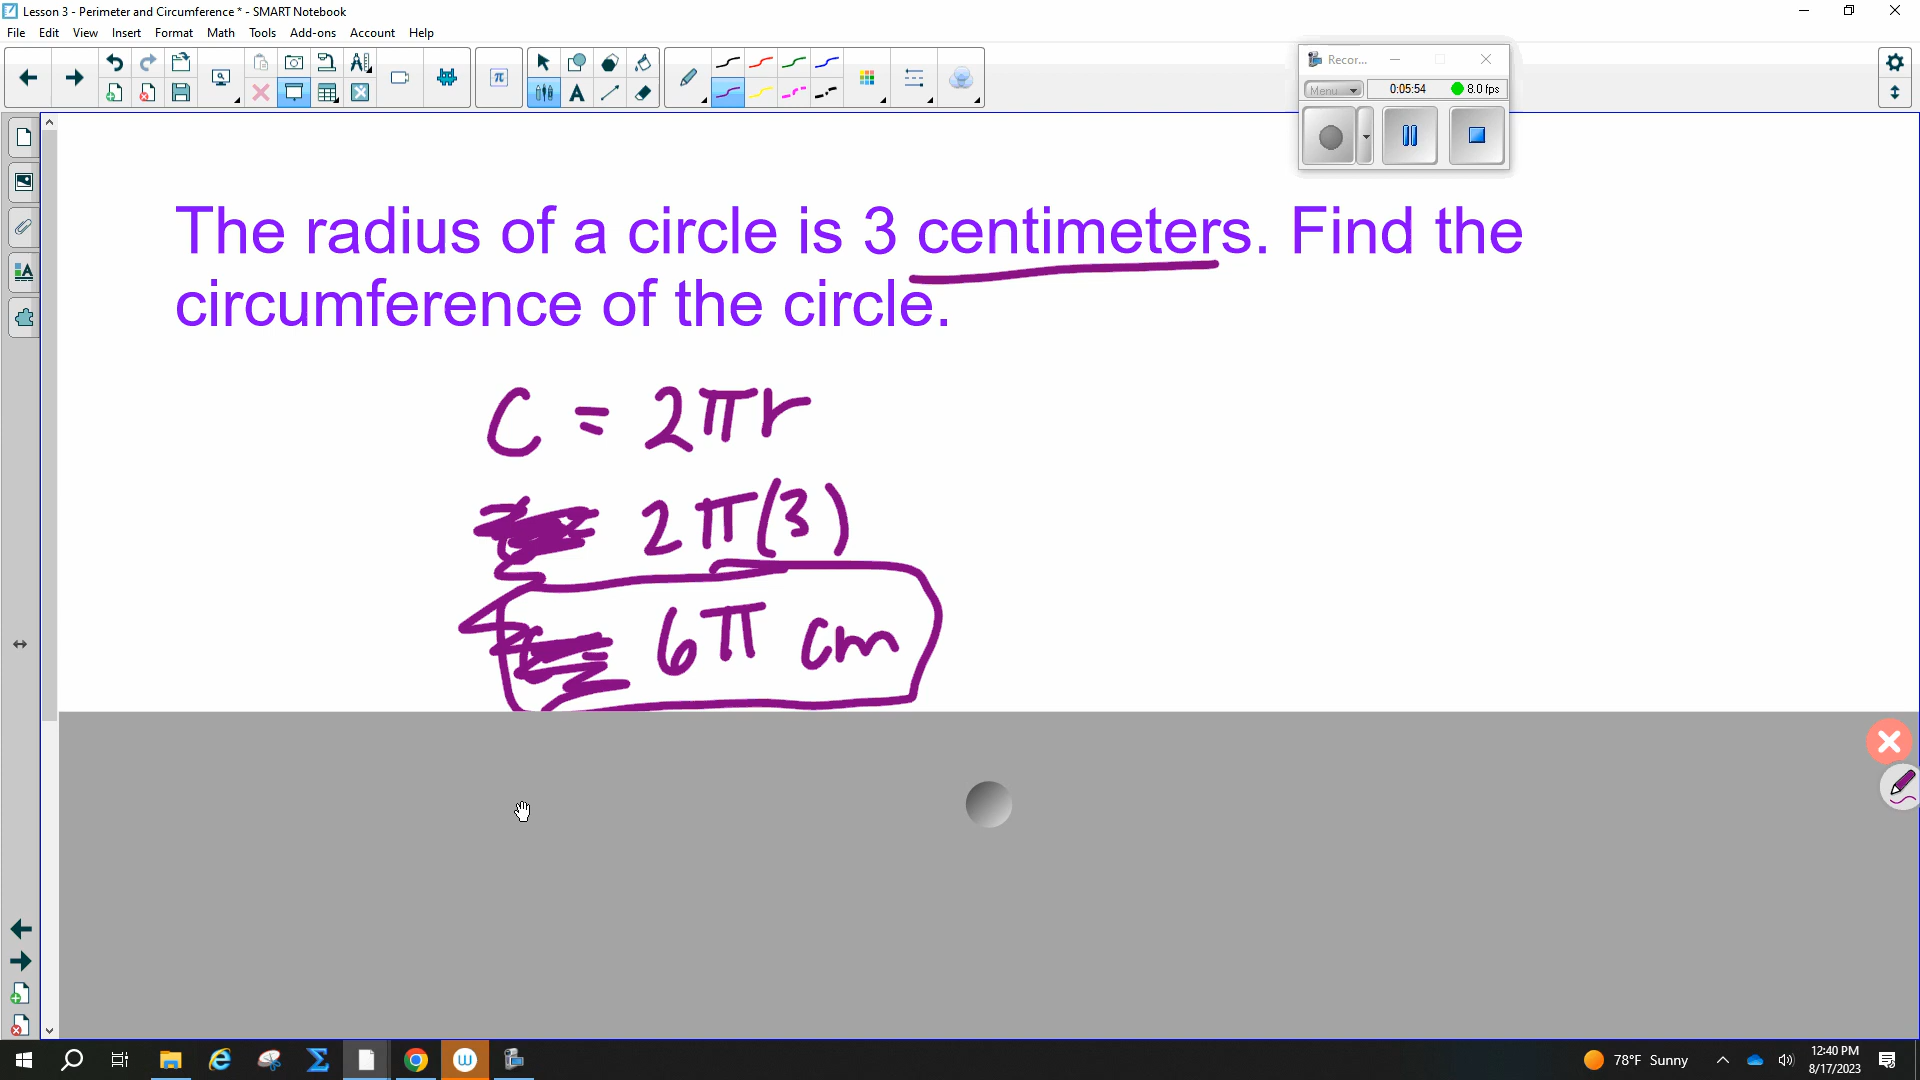 Lesson 3 - Perimeter and Circumference * - SMART Notebook
File Edit View Insert Format Math Tools Add-ons Account Help
Recor...
Menu 0:05:54 8.0 fps
The radius of a circle is 3 centimeters. Find the
circumference of the circle.
C = 2πr
2π(3)
6π cm
78°F Sunny
12:40 PM
8/17/2023